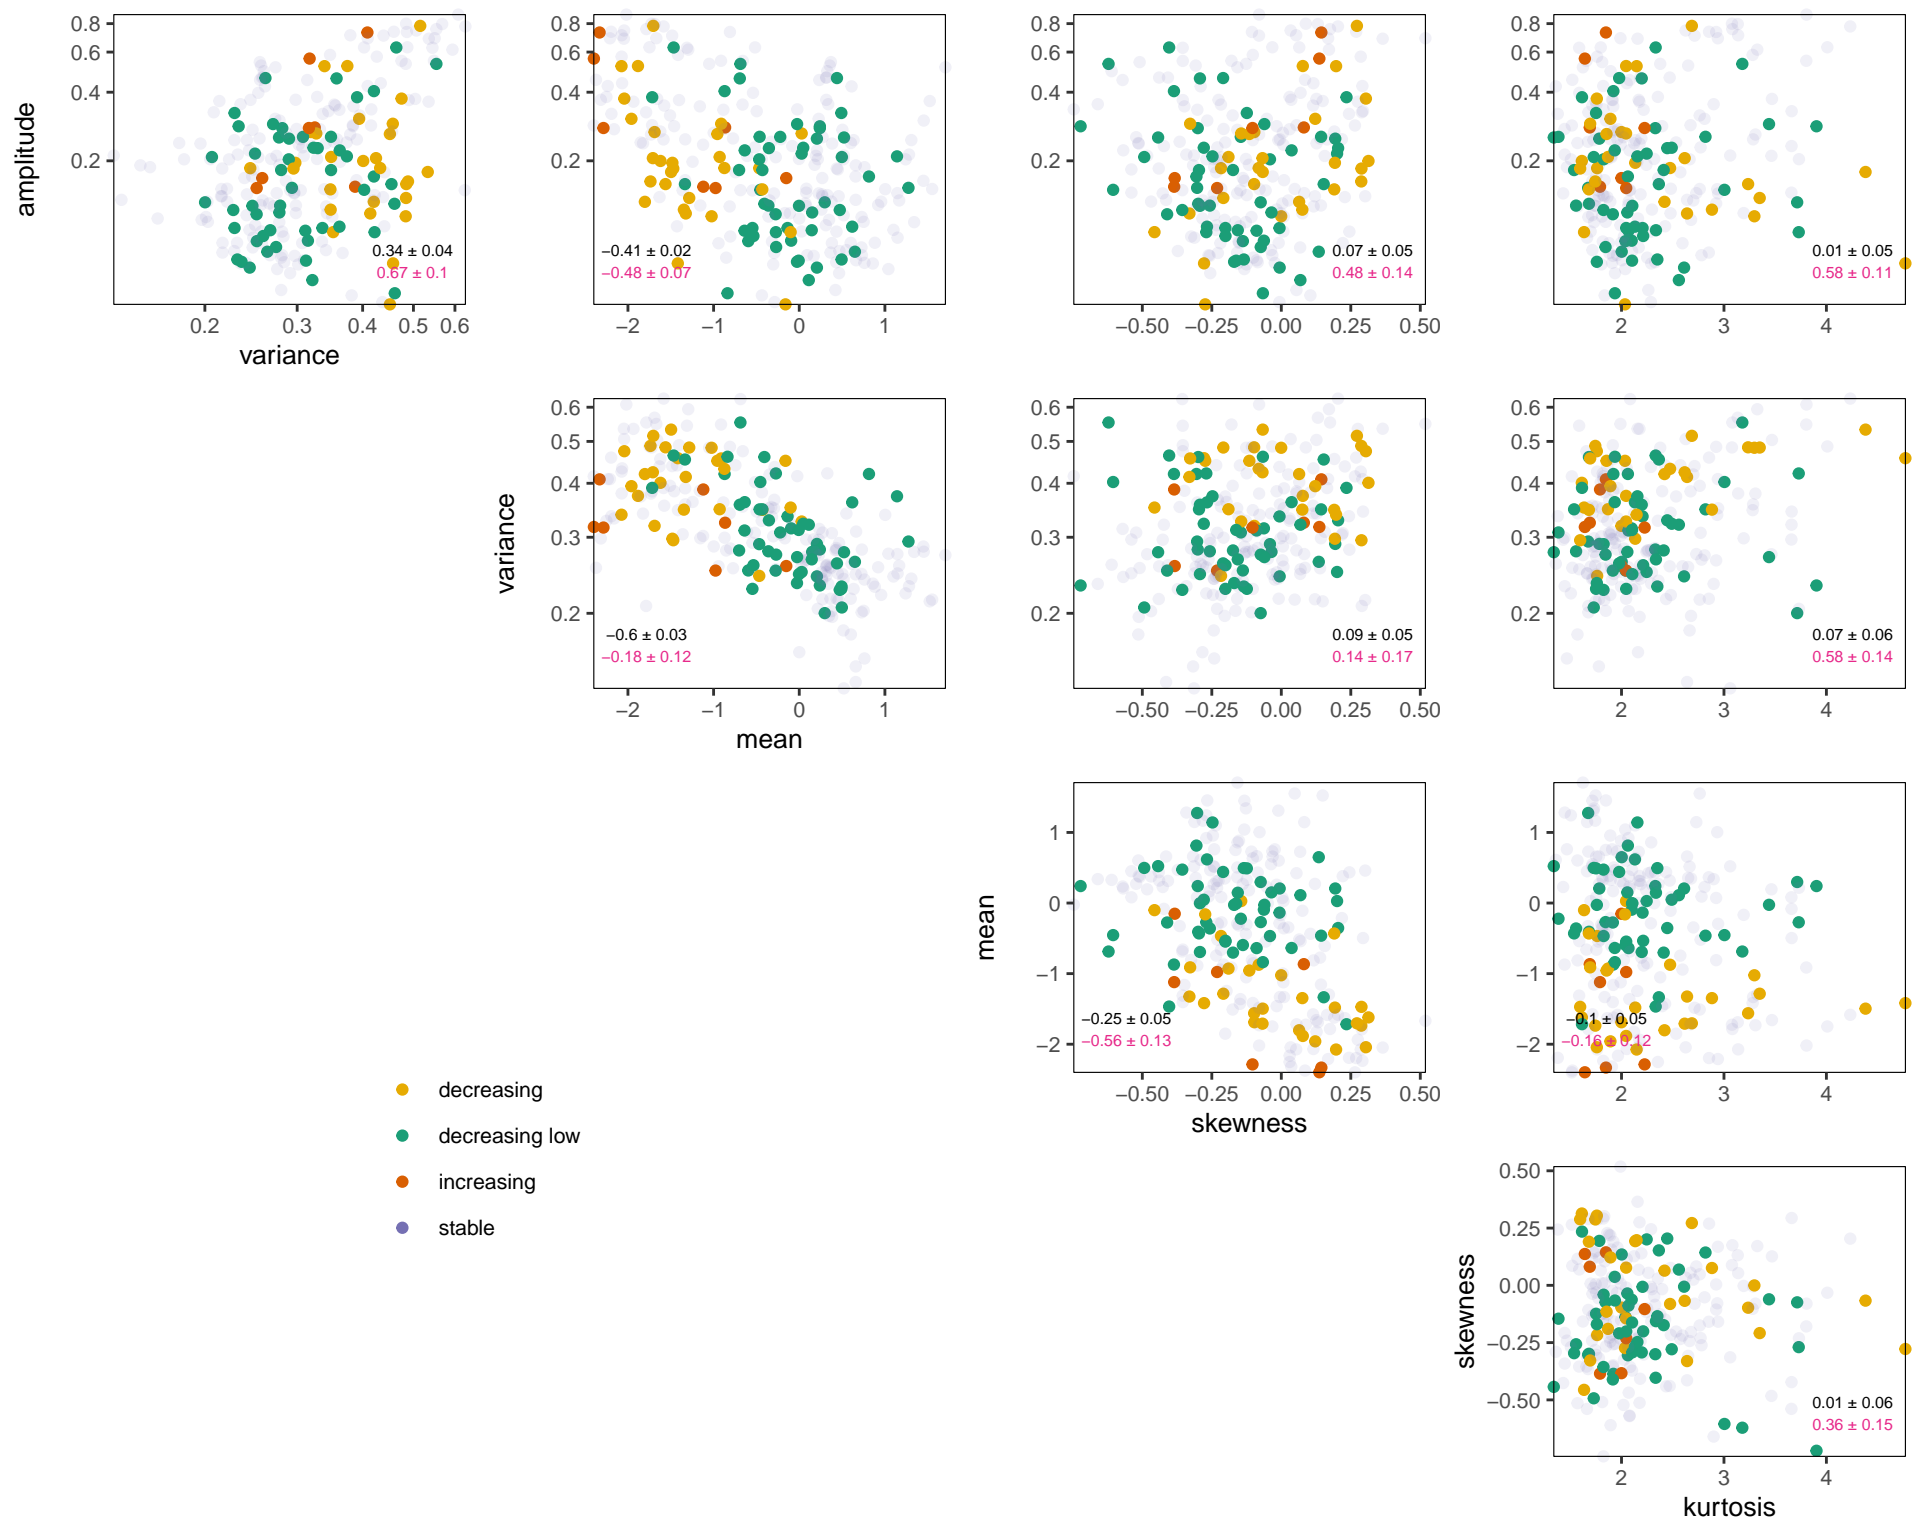 amplitude
0.8
0.6
0.4
0.2
0.34 ± 0.04
0.67 ± 0.1
0.2 0.3 0.4 0.5 0.6
variance
−0.41 ± 0.02
−0.48 ± 0.07
−2 −1 0 1
0.8
0.6
0.4
0.2
0.07 ± 0.05
0.48 ± 0.14
−0.50 −0.25 0.00 0.25 0.50
0.8
0.6
0.4
0.2
0.01 ± 0.05
0.58 ± 0.11
2 3 4
variance
0.6
0.5
0.4
0.3
0.2
−0.6 ± 0.03
−0.18 ± 0.12
−2 −1 0 1
mean
0.6
0.5
0.4
0.3
0.2
0.09 ± 0.05
0.14 ± 0.17
−0.50 −0.25 0.00 0.25 0.50
0.6
0.5
0.4
0.3
0.2
0.07 ± 0.06
0.58 ± 0.14
2 3 4
mean
1
0
−1
−2
−0.25 ± 0.05
−0.56 ± 0.13
−0.50 −0.25 0.00 0.25 0.50
skewness
1
0
−1
−2
−0.1 ± 0.05
−0.16 ± 0.12
2 3 4
decreasing
decreasing low
increasing
stable
skewness
0.50
0.25
0.00
−0.25
−0.50
0.01 ± 0.06
0.36 ± 0.15
2 3 4
kurtosis